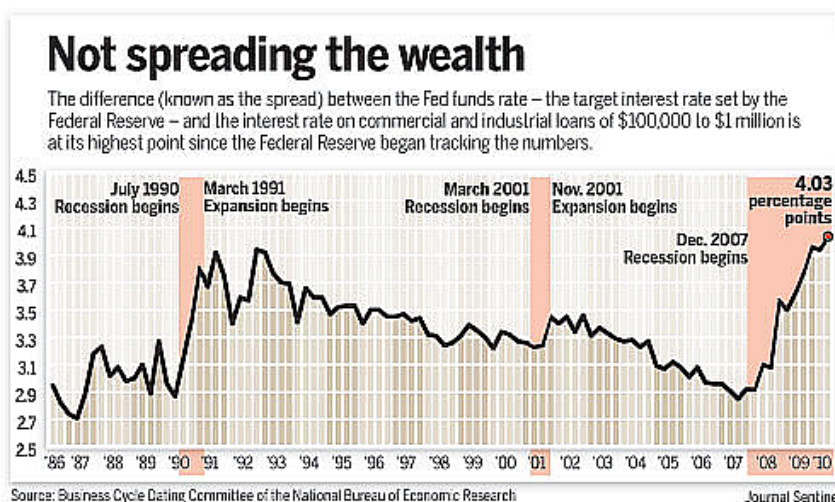 Not spreading the wealth
The difference (known as the spread) between the Fed funds rate – the target interest rate set by the
Federal Reserve – and the interest rate on commercial and industrial loans of $100,000 to $1 million is
at its highest point since the Federal Reserve began tracking the numbers.
4.5
4.3
4.1
3.9
3.7
3.5
3.3
3.1
2.9
2.7
2.5
July 1990
Recession begins
March 1991
Expansion begins
March 2001
Recession begins
Nov. 2001
Expansion begins
Dec. 2007
Recession begins
4.03
percentage
points
'86 '87 '88 '89 '90 '91 '92 '93 '94 '95 '96 '97 '98 '99 '00 '01 '02 '03 '04 '05 '06 '07 '08 '09 '10
Source: Business Cycle Dating Committee of the National Bureau of Economic Research
Journal Sentine